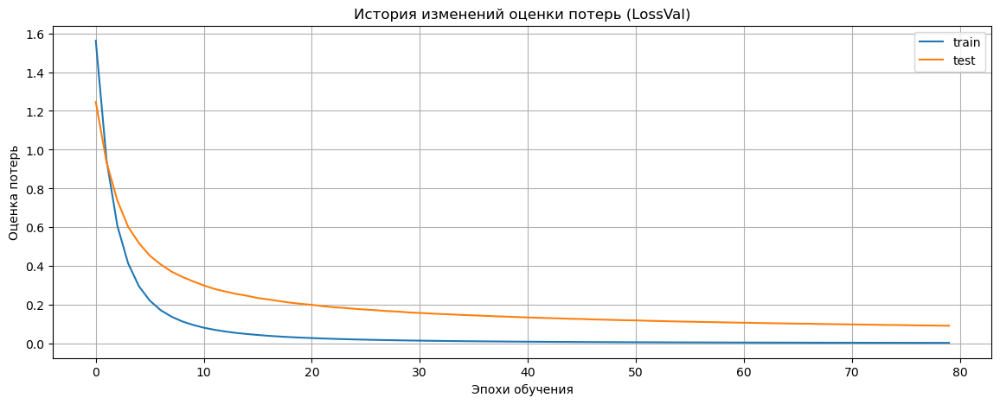 История изменений оценки потерь (LossVal)
train
test
Оценка потерь
1.6
1.4
1.2
1.0
0.8
0.6
0.4
0.2
0.0
0 10 20 30 40 50 60 70 80
Эпохи обучения